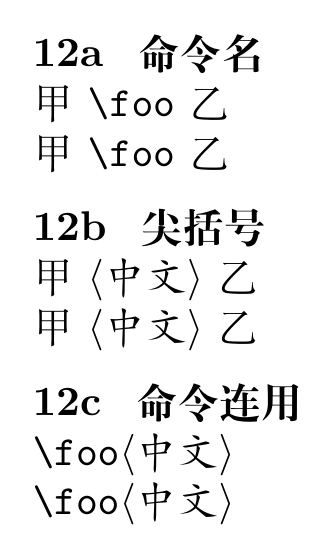 12a 命令名
甲 \foo 乙
甲 \foo 乙
12b 尖括号
甲 ⟨中文⟩ 乙
甲 ⟨中文⟩ 乙
12c 命令连用
\foo⟨中文⟩
\foo⟨中文⟩